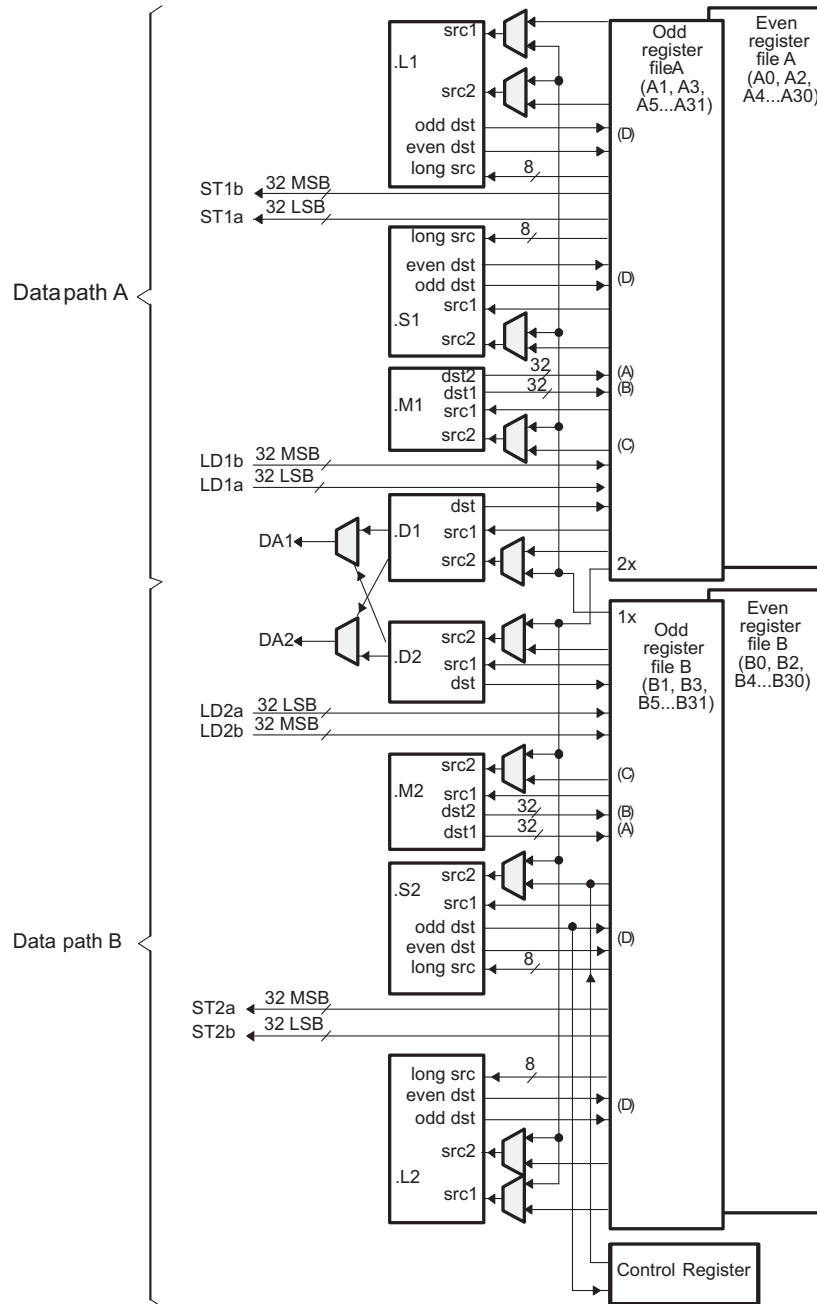 src1
.L1
src2
odd dst
even dst
long src
8
Odd
register
fileA
(A1, A3,
A5...A31)
Even
register
file A
(A0, A2,
A4...A30)
(D)
ST1b
32 MSB
ST1a
32 LSB
long src
8
even dst
odd dst
(D)
src1
.S1
src2
Data path A
dst2
32
(A)
dst1
32
(B)
.M1
src1
src2
(C)
LD1b
32 MSB
LD1a
32 LSB
dst
.D1
src1
src2
DA1
2x
1x
DA2
.D2
src2
src1
dst
Odd
register
file B
(B1, B3,
B5...B31)
Even
register
file B
(B0, B2,
B4...B30)
LD2a
32 LSB
LD2b
32 MSB
src2
(C)
.M2
src1
dst2
32
(B)
dst1
32
(A)
src2
.S2
src1
odd dst
even dst
(D)
long src
8
Data path B
ST2a
32 MSB
ST2b
32 LSB
long src
8
even dst
odd dst
(D)
src2
.L2
src1
Control Register